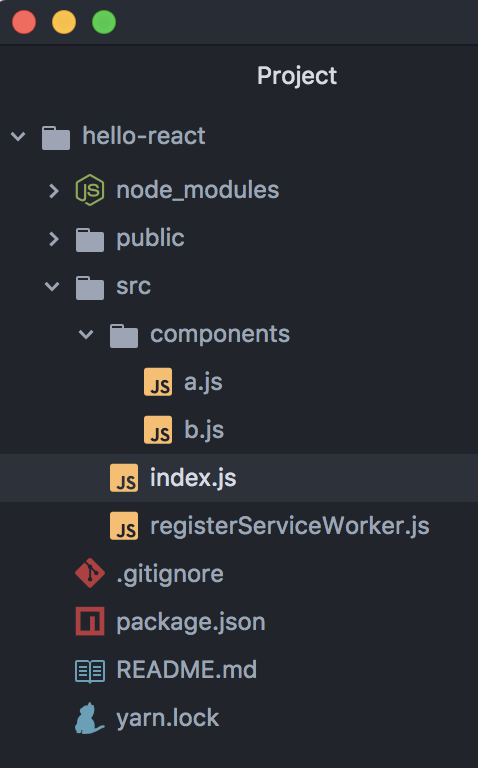 Project
hello-react
JS node_modules
public
src
components
JS a.js
JS b.js
JS index.js
JS registerServiceWorker.js
.gitignore
package.json
README.md
yarn.lock